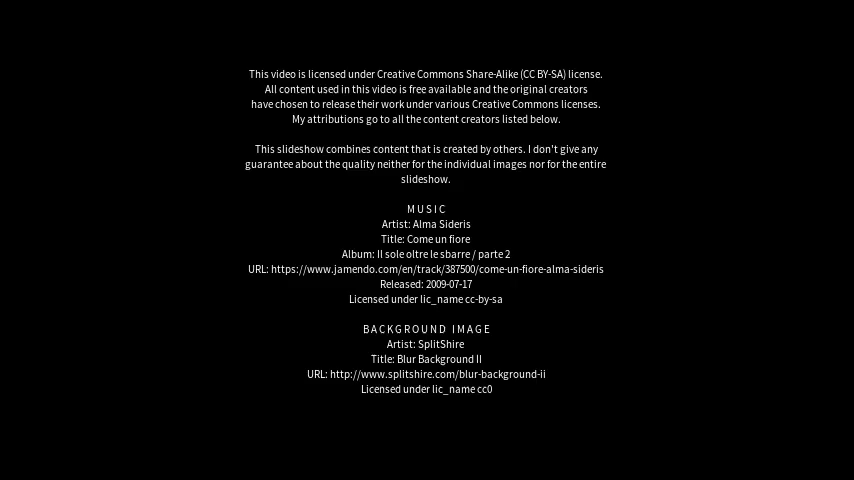 This video is licensed under Creative Commons Share-Alike (CC BY-SA) license.
All content used in this video is free available and the original creators
have chosen to release their work under various Creative Commons licenses.
My attributions go to all the content creators listed below.
This slideshow combines content that is created by others. I don't give any
guarantee about the quality neither for the individual images nor for the entire
slideshow.
MUSIC
Artist: Alma Sideris
Title: Come un fiore
Album: Il sole oltre le sbarre / parte 2
URL: https://www.jamendo.com/en/track/387500/come-un-fiore-alma-sideris
Released: 2009-07-17
Licensed under lic_name cc-by-sa
BACKGROUND IMAGE
Artist: SplitShire
Title: Blur Background II
URL: http://www.splitshire.com/blur-background-ii
Licensed under lic_name cc0